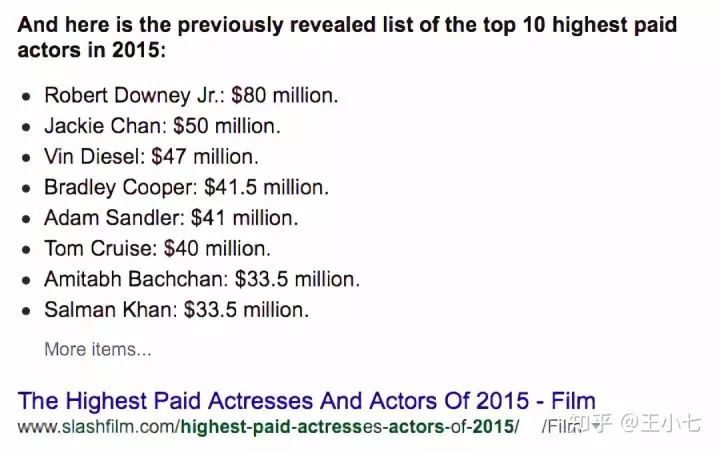 And here is the previously revealed list of the top 10 highest paid
actors in 2015:
• Robert Downey Jr.: $80 million.
• Jackie Chan: $50 million.
• Vin Diesel: $47 million.
• Bradley Cooper: $41.5 million.
• Adam Sandler: $41 million.
• Tom Cruise: $40 million.
• Amitabh Bachchan: $33.5 million.
• Salman Khan: $33.5 million.
More items...
The Highest Paid Actresses And Actors Of 2015 - Film
www.slashfilm.com/highest-paid-actresses-actors-of-2015/ /Film
知乎 @王小七